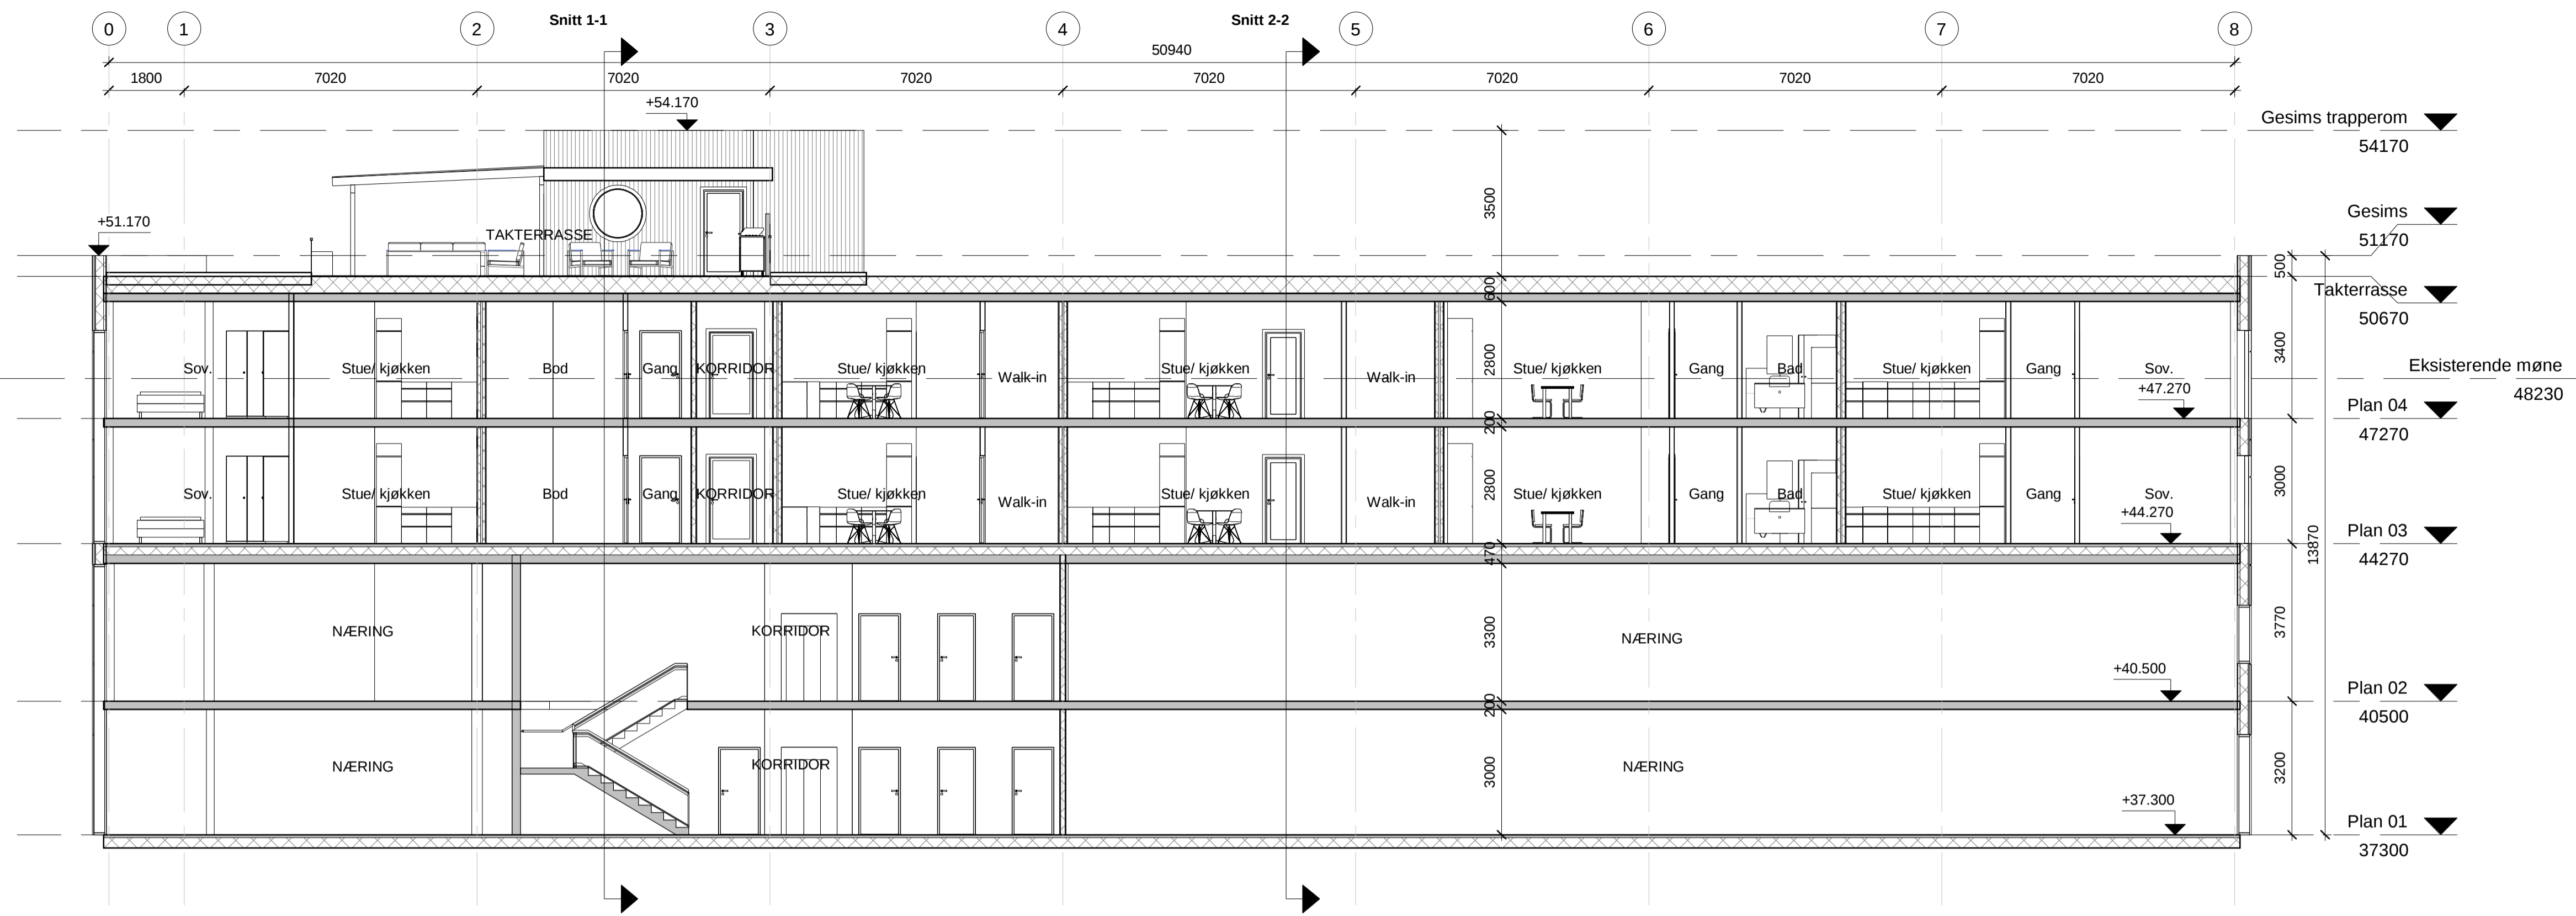 Snitt 1-1
Snitt 2-2
0 1 2 3 4 5 6 7 8
50940
1800 7020 7020 7020 7020 7020 7020 7020
+54.170
Gesims trapperom
54170
3500
+51.170
TAKTERRASSE
Gesims
51170
500
600
Takterrasse
50670
Sov. Stue/ kjøkken Bod Gang KORRIDOR Stue/ kjøkken Walk-in Stue/ kjøkken Walk-in 2800 Stue/ kjøkken Gang Bad Stue/ kjøkken Gang Sov.
3400
Eksisterende møne
48230
+47.270
Plan 04
47270
200
Sov. Stue/ kjøkken Bod Gang KORRIDOR Stue/ kjøkken Walk-in Stue/ kjøkken Walk-in 2800 Stue/ kjøkken Gang Bad Stue/ kjøkken Gang Sov.
3000
+44.270
Plan 03
44270
470
13870
NÆRING KORRIDOR 3300 NÆRING
3770
+40.500
Plan 02
40500
200
NÆRING KORRIDOR 3000 NÆRING
3200
+37.300
Plan 01
37300